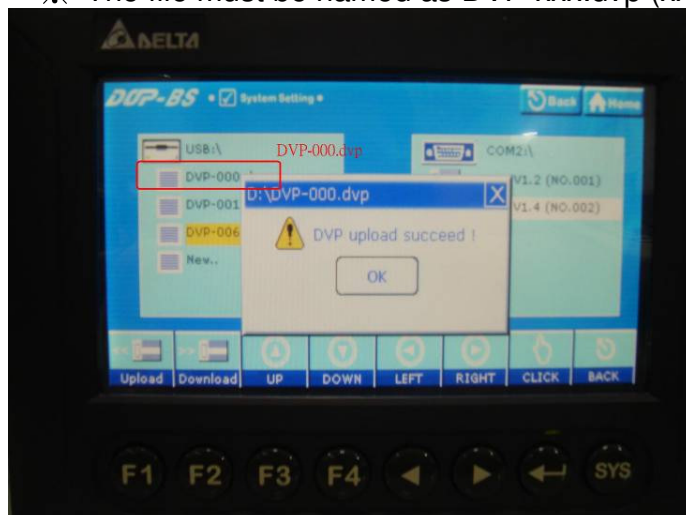 The file must be named as DVP
DELTA
DOP-BS • System Setting •
Back
Home
USB:\
DVP-000.dvp
COM2:\
DVP-000
V1.2 (NO.001)
DVP-001
V1.4 (NO.002)
DVP-006
New..
D:\DVP-000.dvp
X
DVP upload succeed !
OK
<<
>>
Upload
Download
UP
DOWN
LEFT
RIGHT
CLICK
BACK
F1
F2
F3
F4
SYS